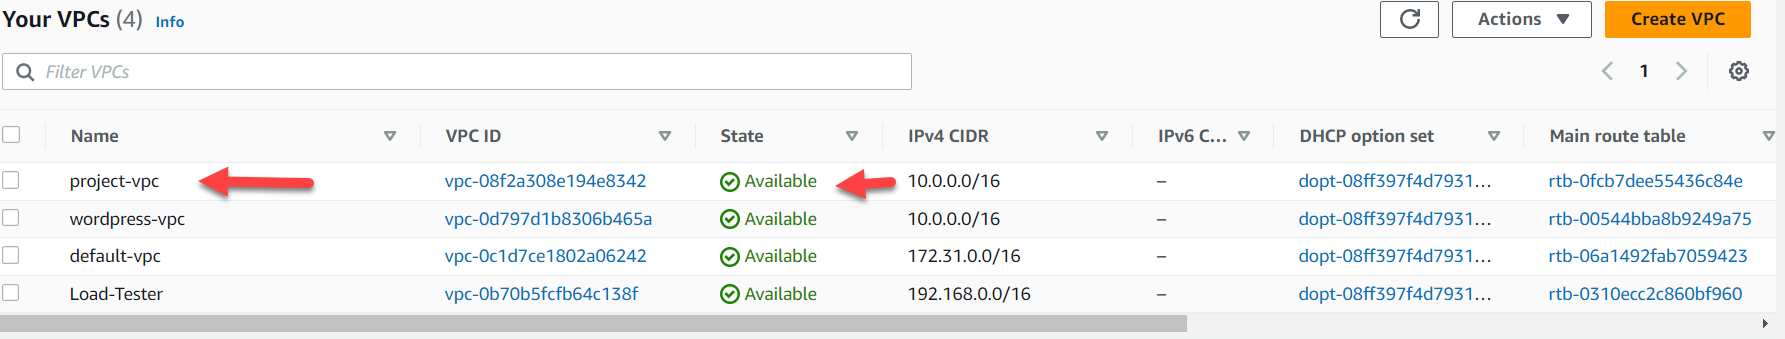 Your VPCs (4) Info
Actions Create VPC
Filter VPCs
1
Name VPC ID State IPv4 CIDR IPv6 C... DHCP option set Main route table
project-vpc vpc-08f2a308e194e8342 Available 10.0.0.0/16 – dopt-08ff397f4d7931... rtb-0fcb7dee55436c84e
wordpress-vpc vpc-0d797d1b8306b465a Available 10.0.0.0/16 – dopt-08ff397f4d7931... rtb-00544bba8b9249a75
default-vpc vpc-0c1d7ce1802a06242 Available 172.31.0.0/16 – dopt-08ff397f4d7931... rtb-06a1492fab7059423
Load-Tester vpc-0b70b5fcfb64c138f Available 192.168.0.0/16 – dopt-08ff397f4d7931... rtb-0310ecc2c860bf960